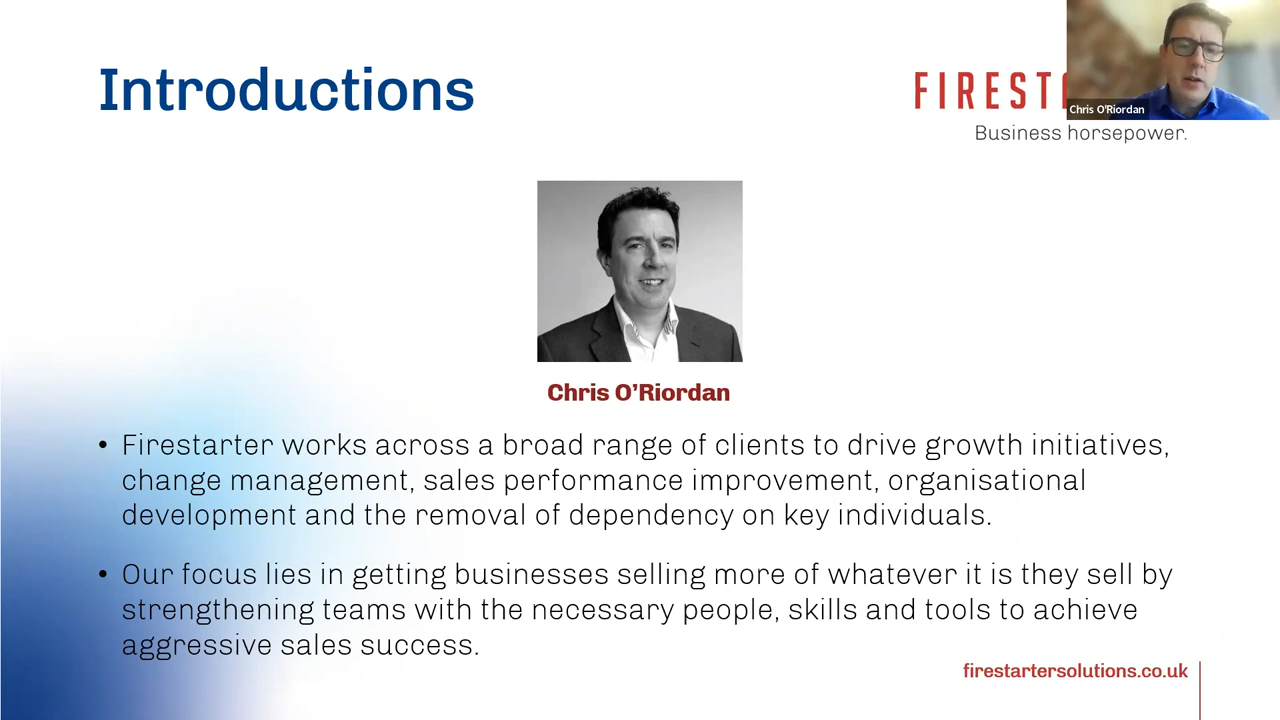 Introductions
FIREST
Chris O'Riordan
Business horsepower.
Chris O’Riordan
• Firestarter works across a broad range of clients to drive growth initiatives,
change management, sales performance improvement, organisational
development and the removal of dependency on key individuals.
• Our focus lies in getting businesses selling more of whatever it is they sell by
strengthening teams with the necessary people, skills and tools to achieve
aggressive sales success.
firestartersolutions.co.uk